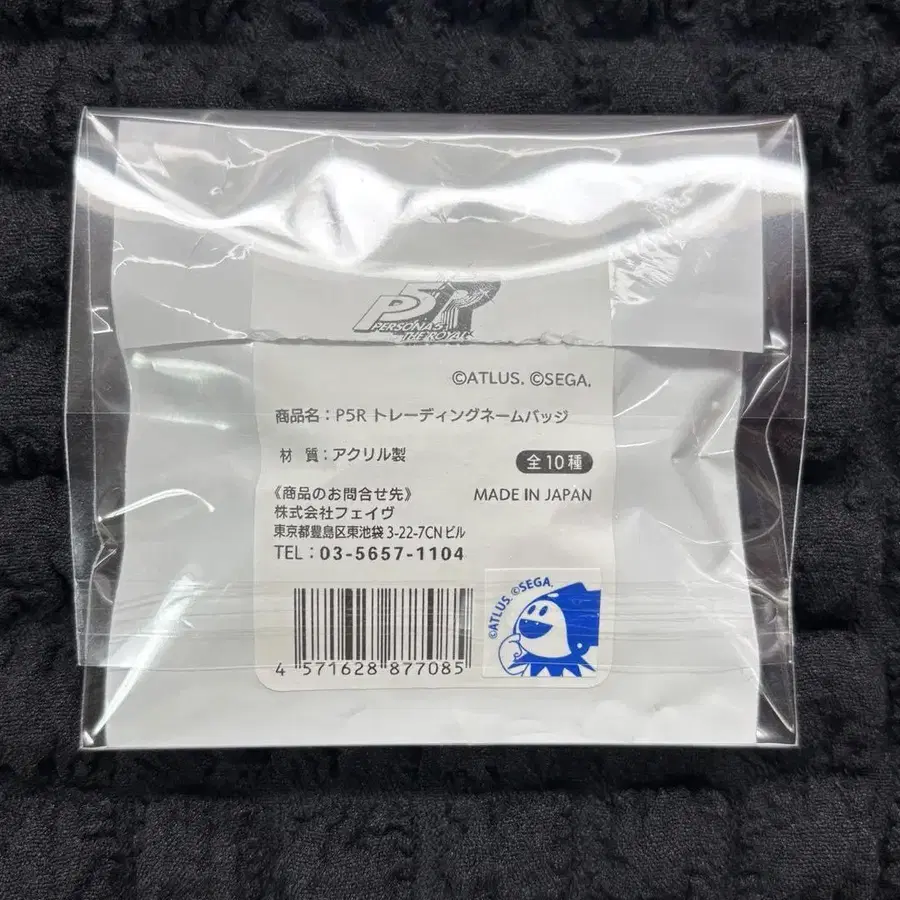 P5R
PERSONA5
THE ROYAL
©ATLUS. ©SEGA.
商品名：P5R トレーディングネームバッジ
材 質：アクリル製
全10種
《商品のお問合せ先》
MADE IN JAPAN
株式会社フェイヴ
東京都豊島区東池袋 3-22-7CN ビル
TEL：03-5657-1104
©ATLUS. ©SEGA.
4 571628 877085